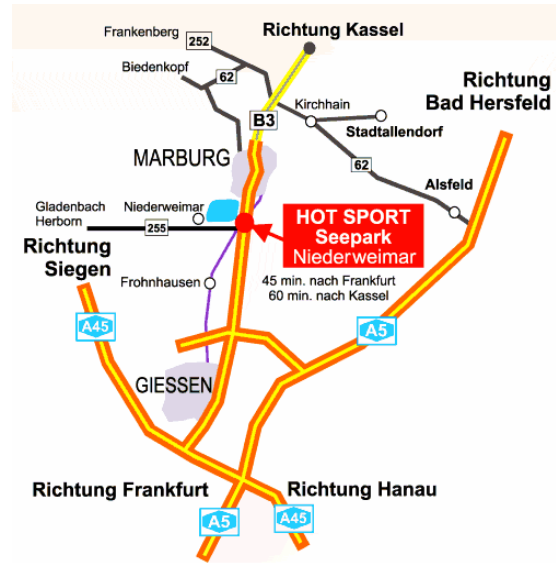 Richtung Kassel
Frankenberg
252
Biedenkopf
62
Richtung
Bad Hersfeld
Kirchhain
B3
Stadtallendorf
MARBURG
62
Alsfeld
Gladenbach
Herborn
Niederweimar
255
HOT SPORT
Seepark
Niederweimar
Richtung
Siegen
Frohnhausen
45 min. nach Frankfurt
60 min. nach Kassel
A45
A5
GIESSEN
Richtung Frankfurt
Richtung Hanau
A5
A45